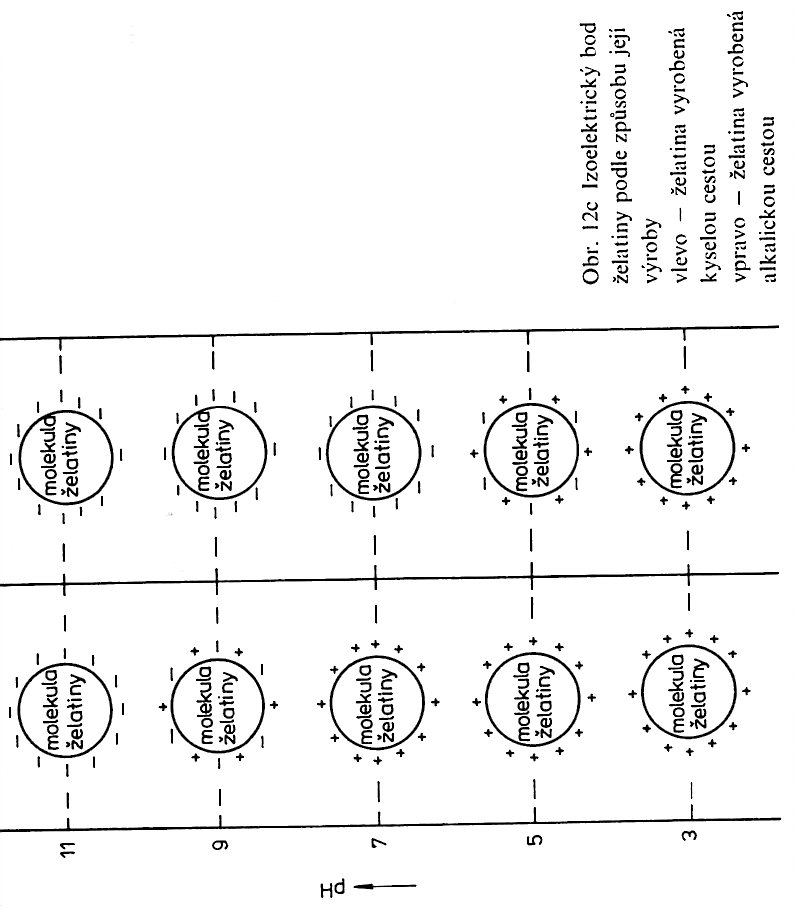 11
molekula
želatiny
molekula
želatiny
9
molekula
želatiny
molekula
želatiny
7
molekula
želatiny
molekula
želatiny
5
molekula
želatiny
molekula
želatiny
3
molekula
želatiny
molekula
želatiny
pH
Obr. 12c Izoelektrický bod
želatiny podle způsobu její
výroby
vlevo − želatina vyrobená
kyselou cestou
vpravo − želatina vyrobená
alkalickou cestou